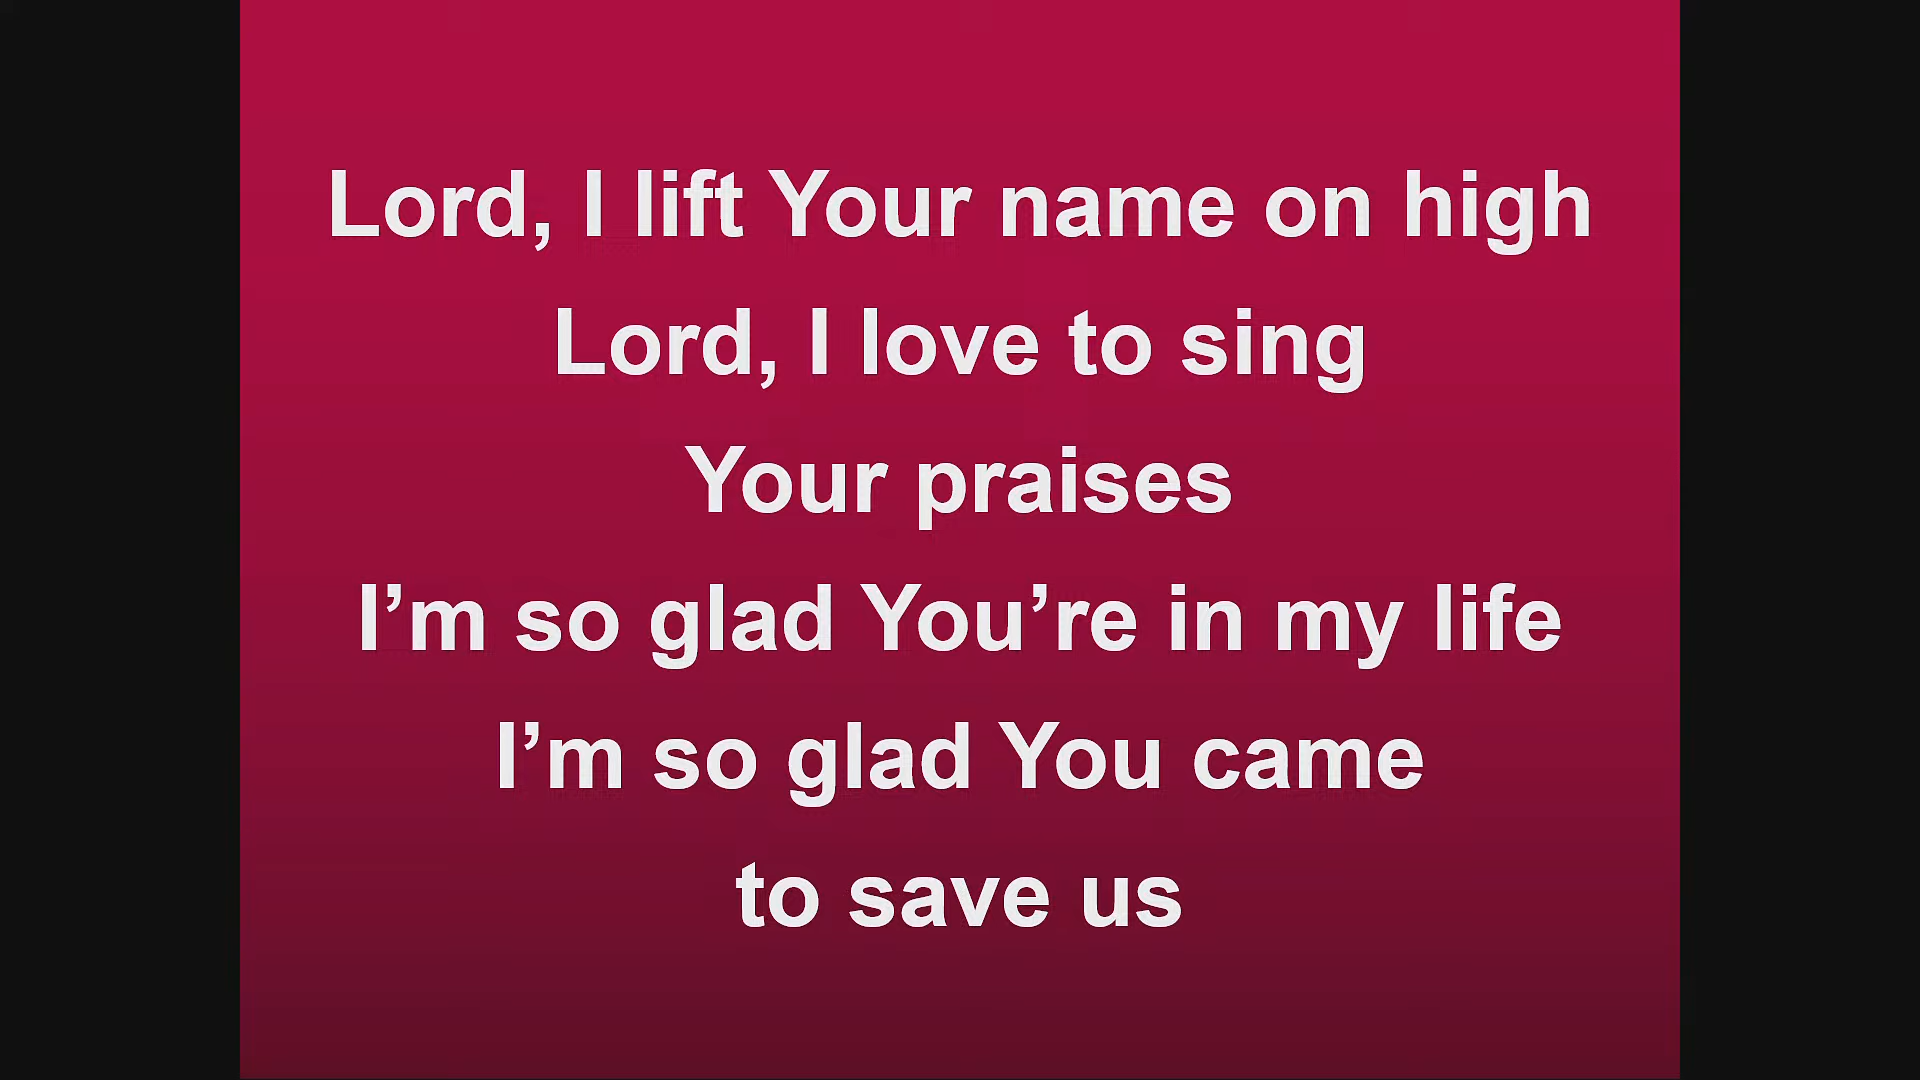 Lord, I lift Your name on high
Lord, I love to sing
Your praises
I’m so glad You’re in my life
I’m so glad You came
to save us